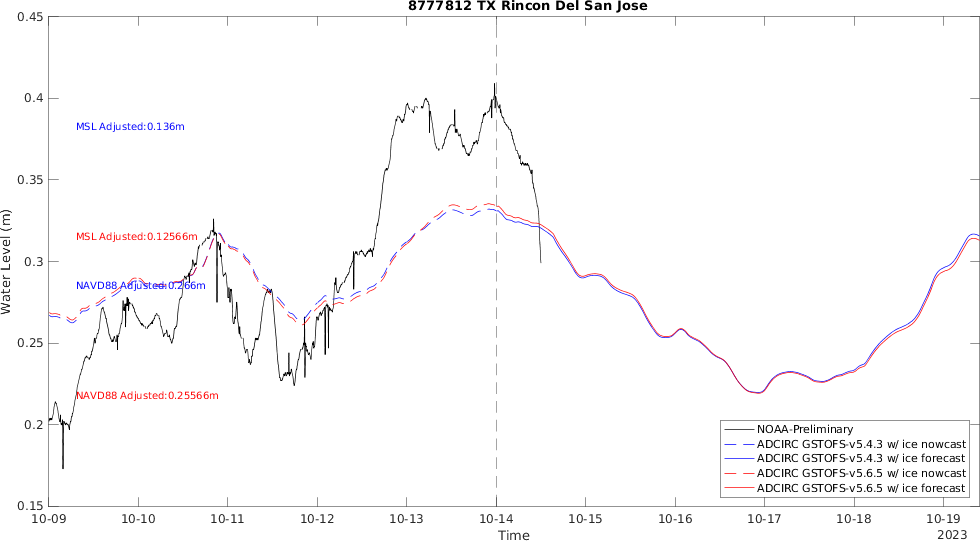 8777812 TX Rincon Del San Jose
0.45
0.4
0.35
0.3
0.25
0.2
0.15
Water Level (m)
MSL Adjusted:0.136m
MSL Adjusted:0.12566m
NAVD88 Adjusted:0.266m
NAVD88 Adjusted:0.25566m
NOAA-Preliminary
ADCIRC GSTOFS-v5.4.3 w/ ice nowcast
ADCIRC GSTOFS-v5.4.3 w/ ice forecast
ADCIRC GSTOFS-v5.6.5 w/ ice nowcast
ADCIRC GSTOFS-v5.6.5 w/ ice forecast
10-09 10-10 10-11 10-12 10-13 10-14 10-15 10-16 10-17 10-18 10-19
Time
2023